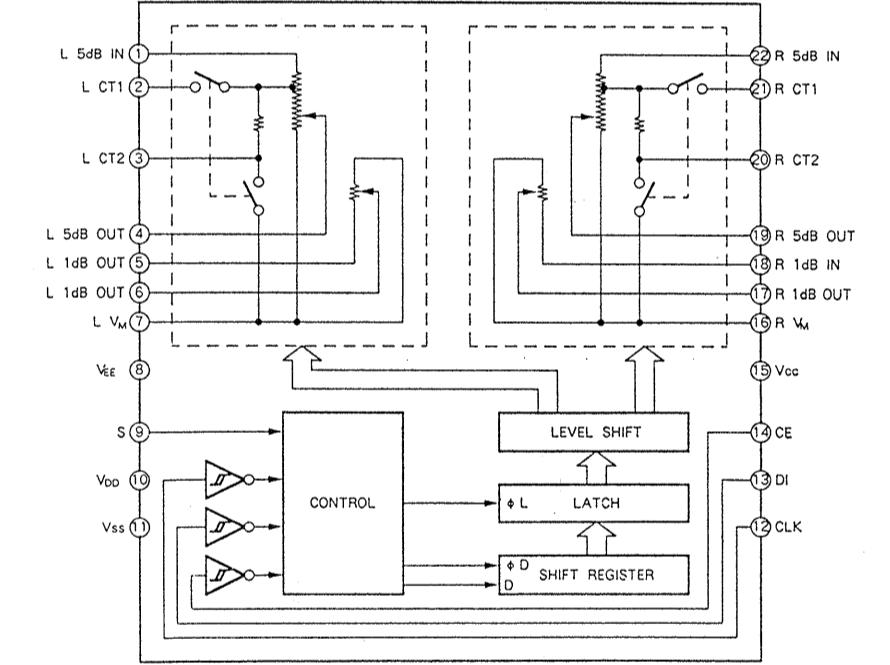 L 5dB IN 1
L CT1 2
L CT2 3
L 5dB OUT 4
L 1dB OUT 5
L 1dB OUT 6
L VM 7
VEE 8
S 9
VDD 10
VSS 11
22 R 5dB IN
21 R CT1
20 R CT2
19 R 5dB OUT
18 R 1dB IN
17 R 1dB OUT
16 R VM
15 VCC
14 CE
13 DI
12 CLK
CONTROL
LEVEL SHIFT
ϕ L LATCH
ϕ D
SHIFT REGISTER
D